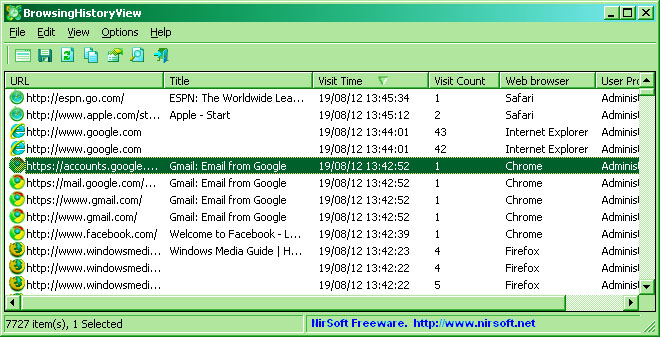 BrowsingHistoryView
File Edit View Options Help
URL Title Visit Time Visit Count Web browser User Pro
http://espn.go.com/ ESPN: The Worldwide Lea... 19/08/12 13:45:34 1 Safari Administ
http://www.apple.com/st... Apple - Start 19/08/12 13:45:12 2 Safari Administ
http://www.google.com 19/08/12 13:44:01 43 Internet Explorer Administ
http://www.google.com 19/08/12 13:44:01 42 Internet Explorer Administ
https://accounts.google.... Gmail: Email from Google 19/08/12 13:42:52 1 Chrome Administ
https://mail.google.com/... Gmail: Email from Google 19/08/12 13:42:52 1 Chrome Administ
https://www.gmail.com/ Gmail: Email from Google 19/08/12 13:42:52 1 Chrome Administ
http://www.gmail.com/ Gmail: Email from Google 19/08/12 13:42:52 1 Chrome Administ
http://www.facebook.com/ Welcome to Facebook - L... 19/08/12 13:42:39 1 Chrome Administ
http://www.windowsmedi... Windows Media Guide | H... 19/08/12 13:42:23 4 Firefox Administ
http://www.windowsmedi... 19/08/12 13:42:22 4 Firefox Administ
http://www.windowsmedi... 19/08/12 13:42:22 5 Firefox Administ
7727 item(s), 1 Selected NirSoft Freeware. http://www.nirsoft.net